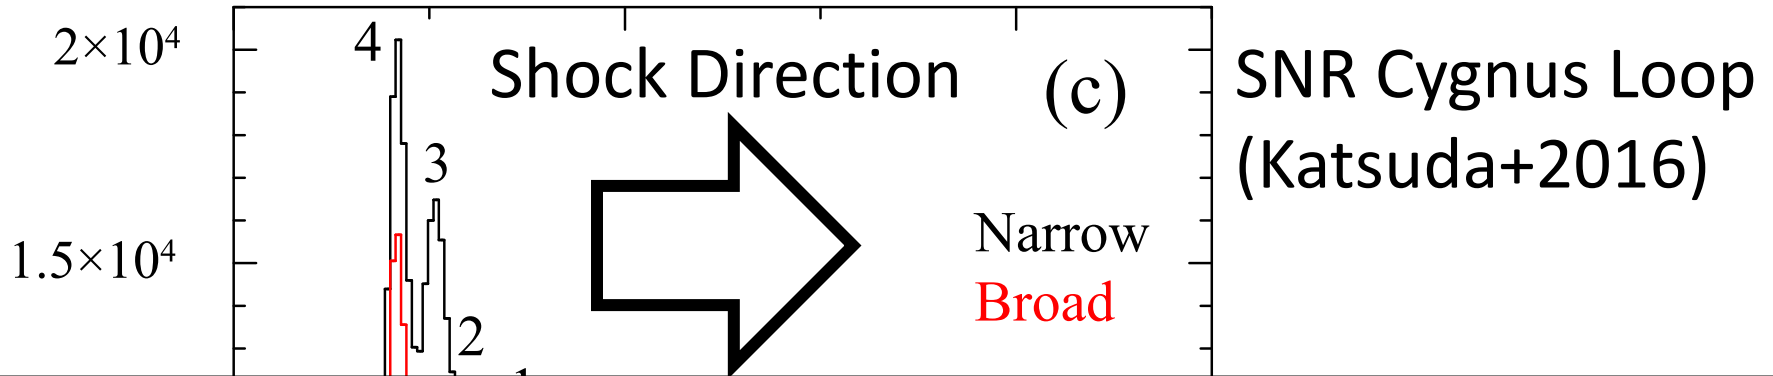 2×10⁴
4
Shock Direction
(c)
SNR Cygnus Loop
(Katsuda+2016)
3
Narrow
1.5×10⁴
Broad
2